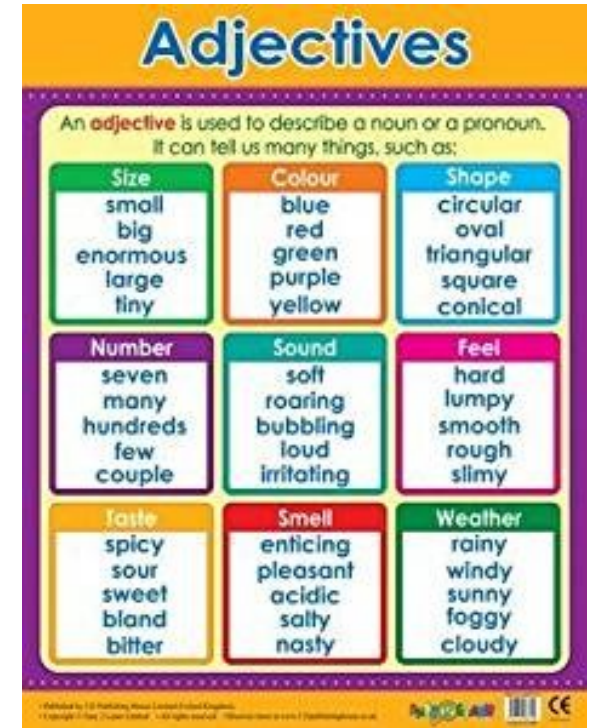 Adjectives
An adjective is used to describe a noun or a pronoun.
It can tell us many things, such as:
Size
small
big
enormous
large
tiny
Colour
blue
red
green
purple
yellow
Shape
circular
oval
triangular
square
conical
Number
seven
many
hundreds
few
couple
Sound
soft
roaring
bubbling
loud
irritating
Feel
hard
lumpy
smooth
rough
slimy
Taste
spicy
sour
sweet
bland
bitter
Smell
enticing
pleasant
acidic
salty
nasty
Weather
rainy
windy
sunny
foggy
cloudy
CE